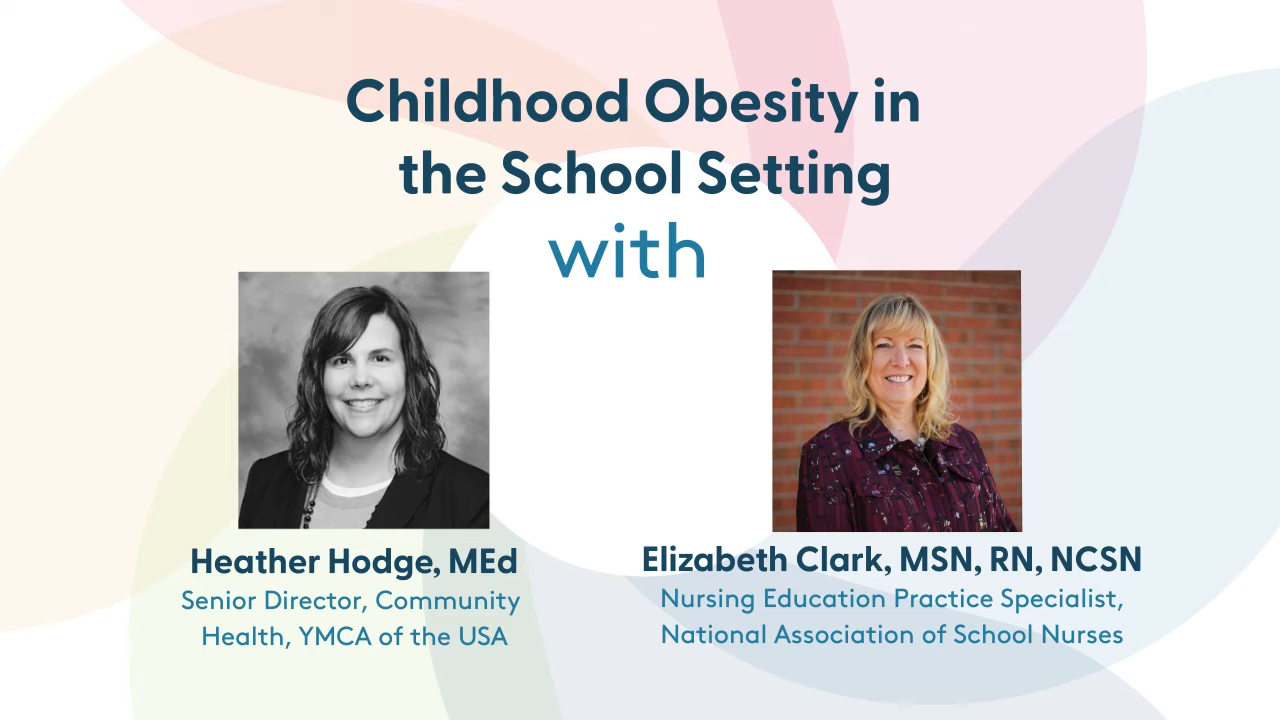 Childhood Obesity in
the School Setting
with
Heather Hodge, MEd
Senior Director, Community
Health, YMCA of the USA
Elizabeth Clark, MSN, RN, NCSN
Nursing Education Practice Specialist,
National Association of School Nurses